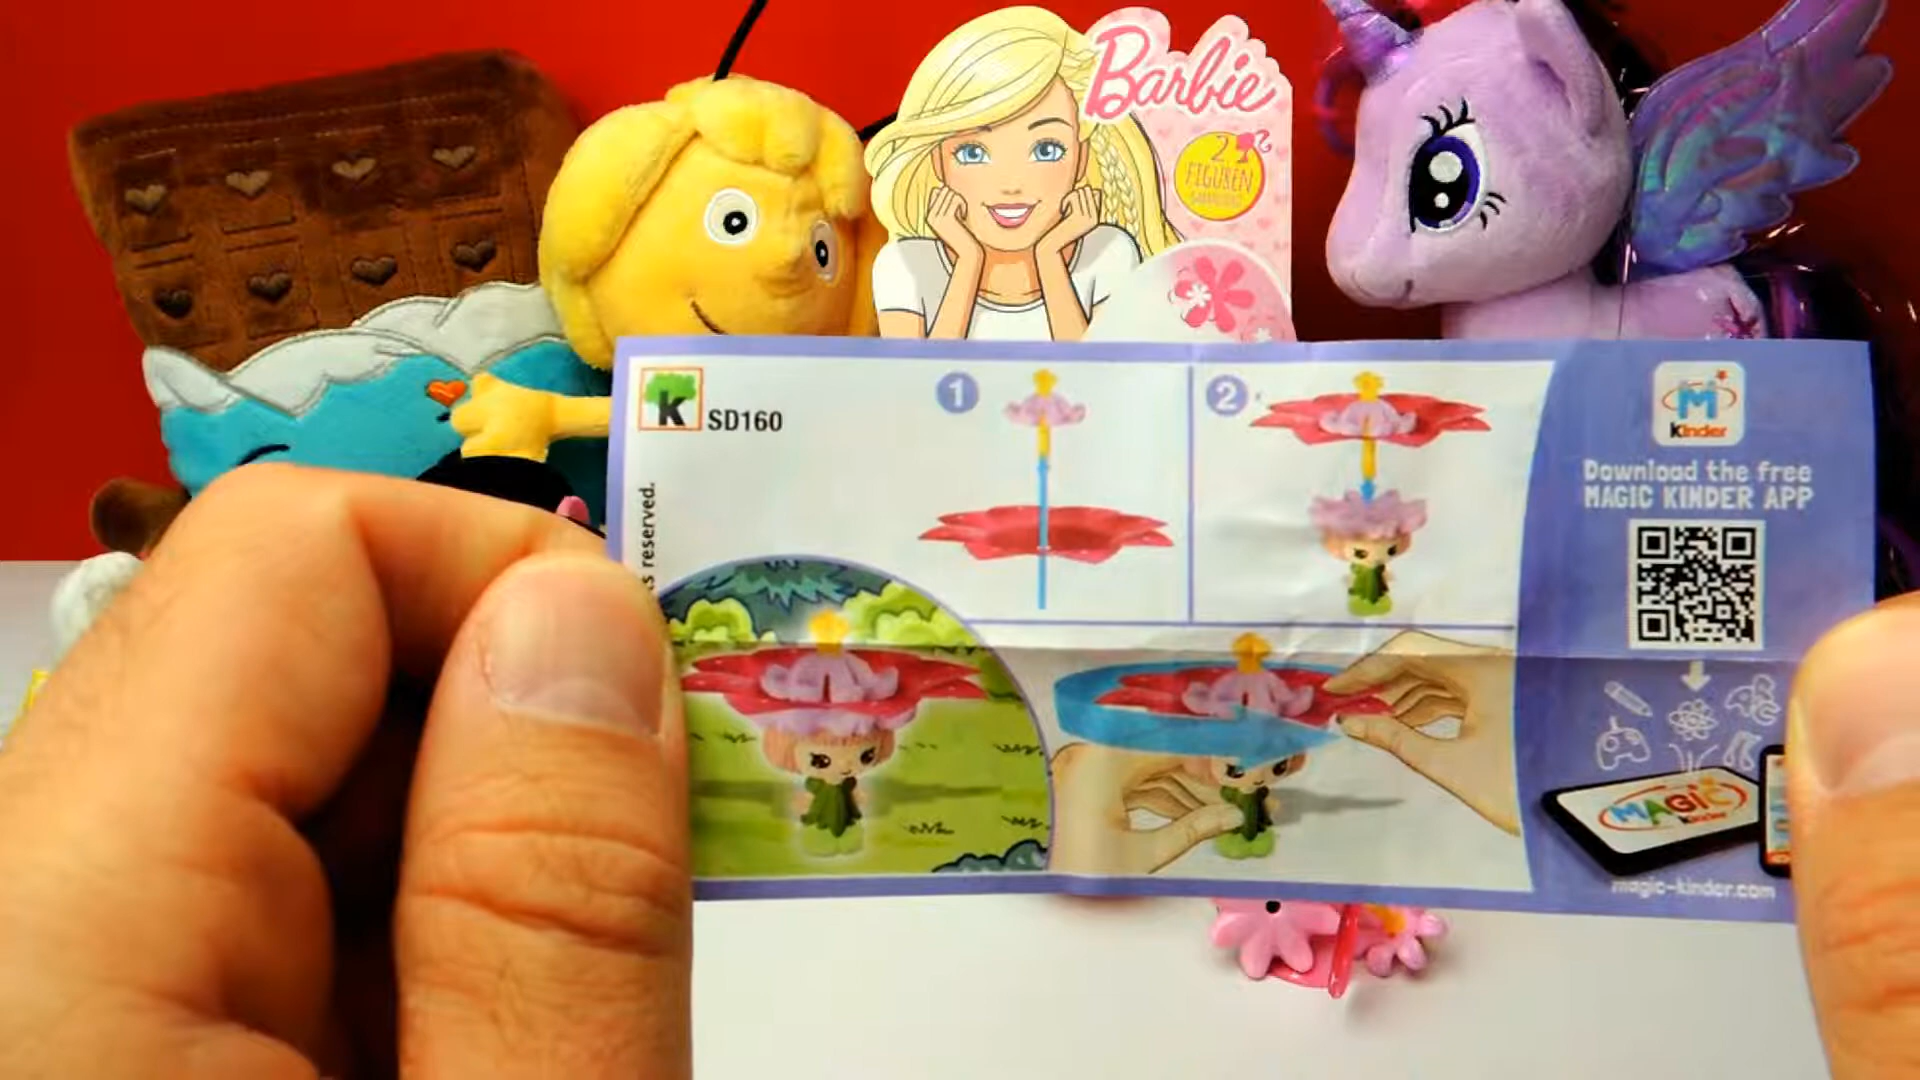 Barbie
2
FIGUREN
K SD160
1
2
s reserved.
M
kinder
Download the free
MAGIC KINDER APP
MAGIC
kinder
magic-kinder.com